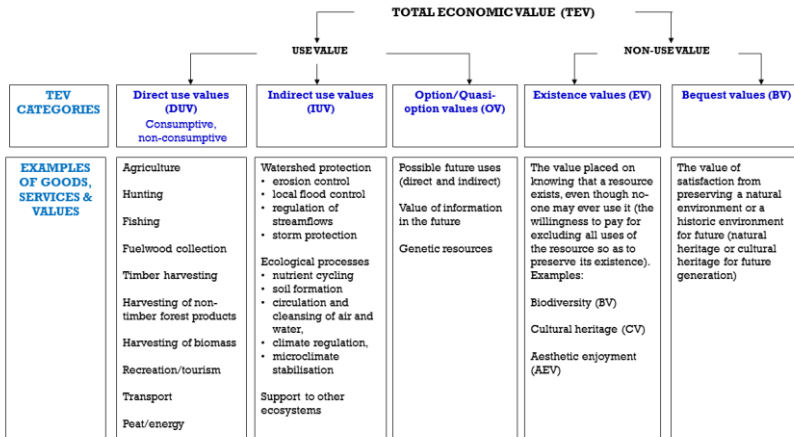 TOTAL ECONOMIC VALUE (TEV)
USE VALUE
NON-USE VALUE
TEV
CATEGORIES
Direct use values
(DUV)
Consumptive,
non-consumptive
Indirect use values
(IUV)
Option/Quasi-
option values (OV)
Existence values (EV)
Bequest values (BV)
EXAMPLES
OF GOODS,
SERVICES &
VALUES
Agriculture
Hunting
Fishing
Fuelwood collection
Timber harvesting
Harvesting of non-
timber forest products
Harvesting of biomass
Recreation/tourism
Transport
Peat/energy
Watershed protection
• erosion control
• local flood control
• regulation of
streamflows
• storm protection
Ecological processes
• nutrient cycling
• soil formation
• circulation and
cleansing of air and
water,
• climate regulation,
• microclimate
stabilisation
Support to other
ecosystems
Possible future uses
(direct and indirect)
Value of information
in the future
Genetic resources
The value placed on
knowing that a resource
exists, even though no-
one may ever use it (the
willingness to pay for
excluding all uses of
the resource so as to
preserve its existence).
Examples:
Biodiversity (BV)
Cultural heritage (CV)
Aesthetic enjoyment
(AEV)
The value of
satisfaction from
preserving a natural
environment or a
historic environment
for future (natural
heritage or cultural
heritage for future
generation)